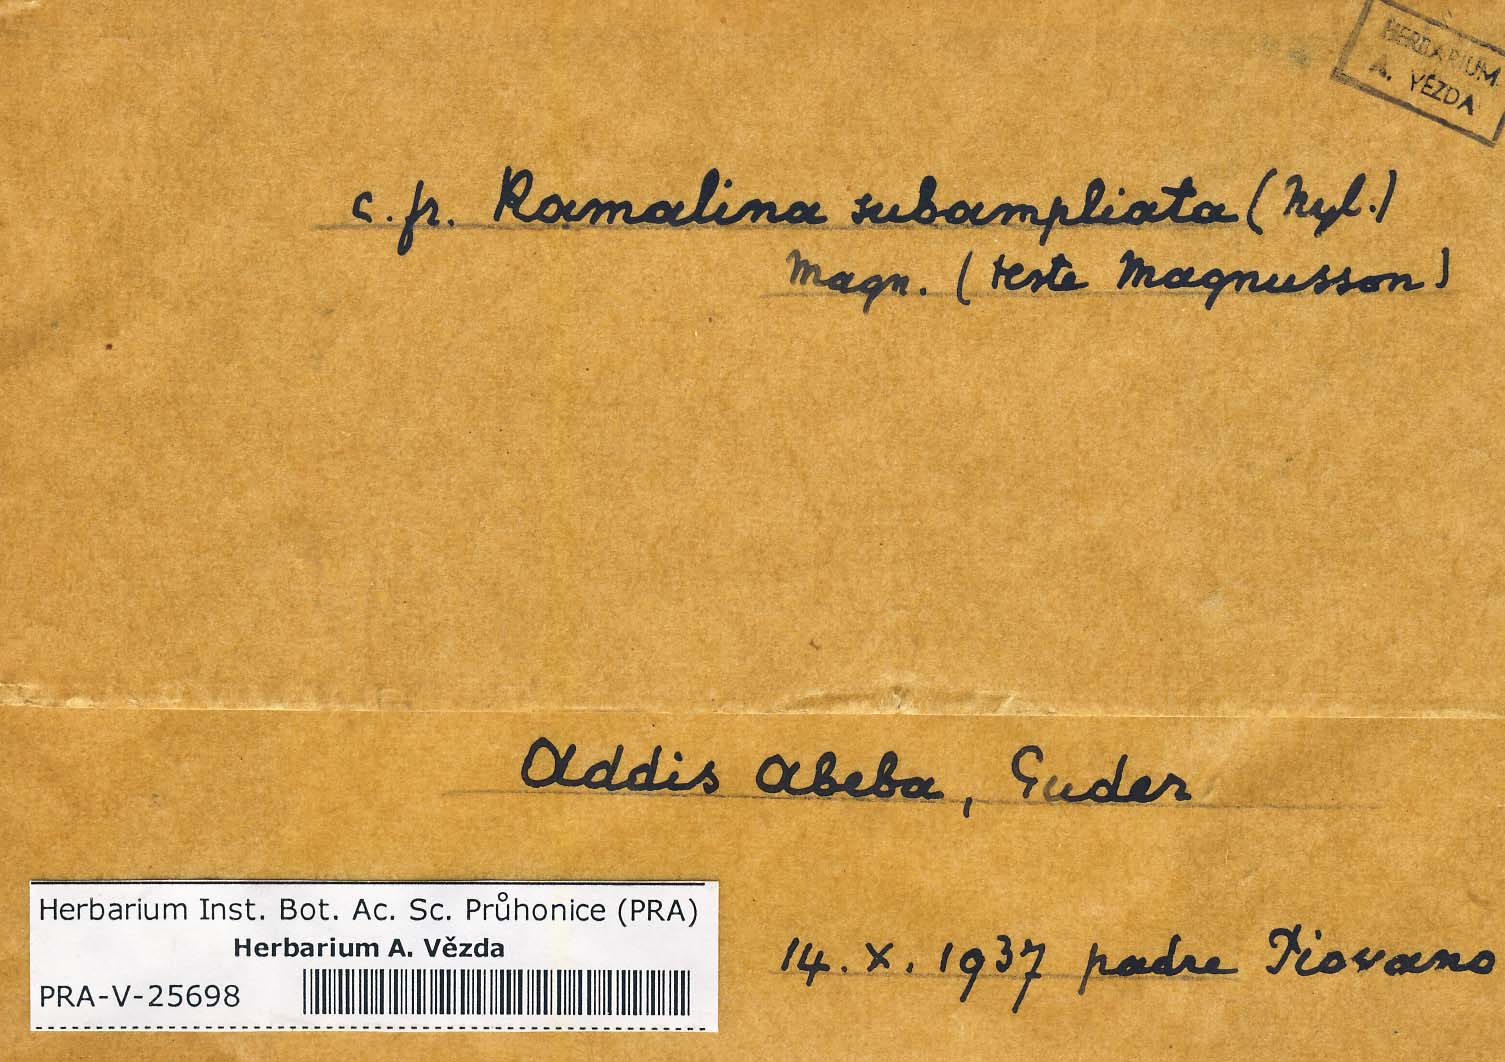 HERBARIUM
A. VĚZDA
c. fr. Ramalina subampliata (Nyl.)
Magn. (teste Magnusson)
Addis Abeba, Guder
14. X. 1937 padre Piovano
Herbarium Inst. Bot. Ac. Sc. Průhonice (PRA)
Herbarium A. Vězda
PRA-V-25698